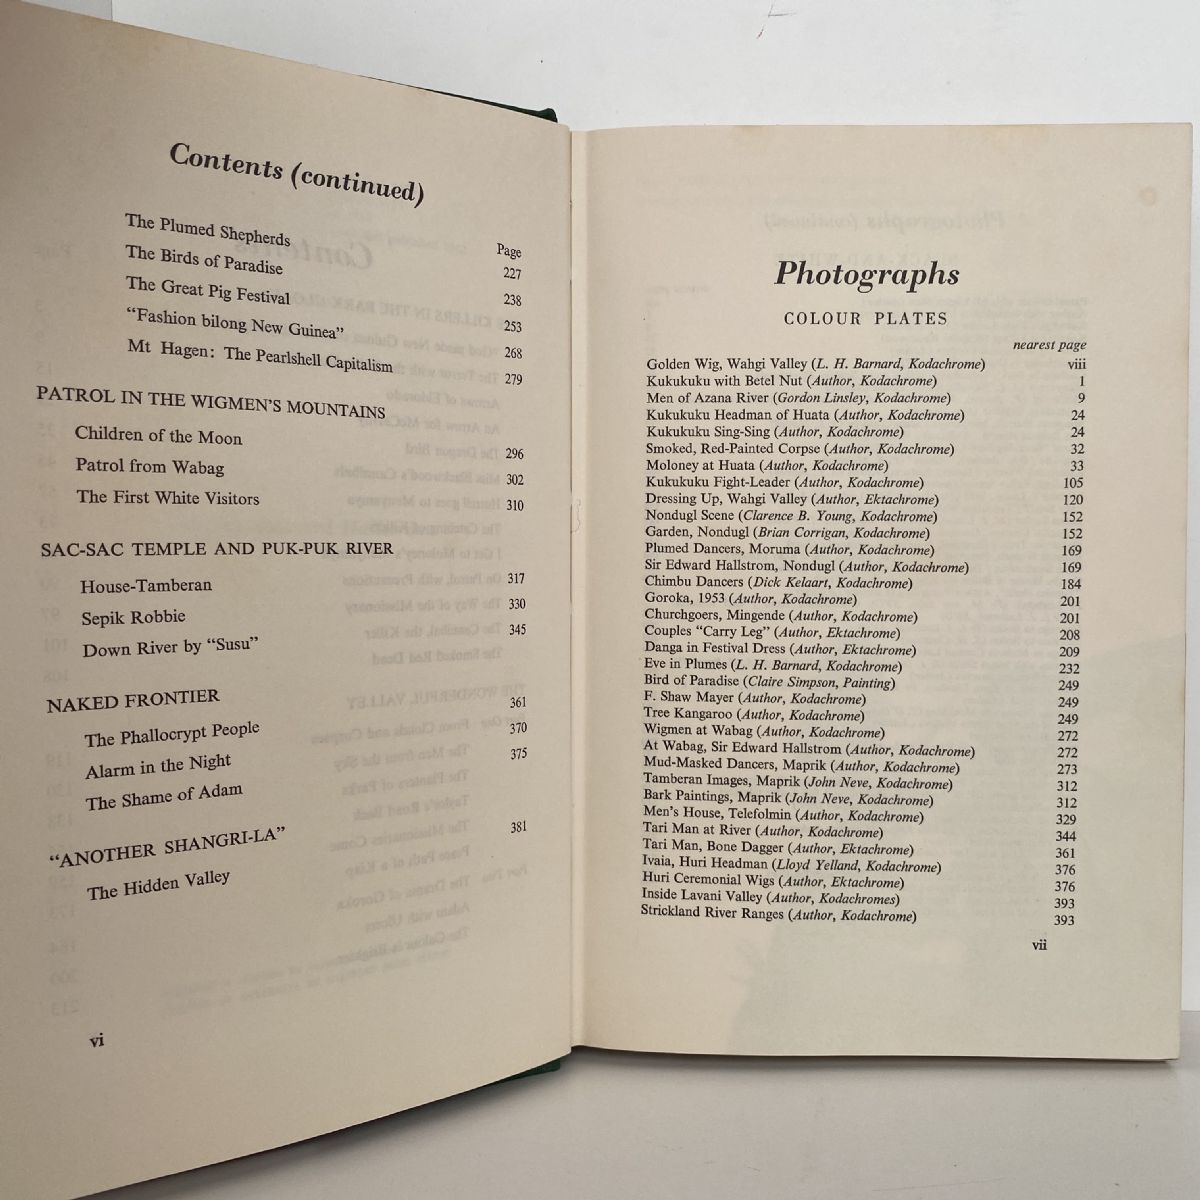 Contents (continued)
Page
The Plumed Shepherds 227
The Birds of Paradise 238
The Great Pig Festival 253
“Fashion bilong New Guinea” 268
Mt Hagen: The Pearlshell Capitalism 279
PATROL IN THE WIGMEN’S MOUNTAINS
Children of the Moon 296
Patrol from Wabag 302
The First White Visitors 310
SAC-SAC TEMPLE AND PUK-PUK RIVER
House-Tamberan 317
Sepik Robbie 330
Down River by “Susu” 345
NAKED FRONTIER
The Phallocrypt People 361
Alarm in the Night 370
The Shame of Adam 375
“ANOTHER SHANGRI-LA”
The Hidden Valley 381
vi
Photographs
COLOUR PLATES
nearest page
Golden Wig, Wahgi Valley (L. H. Barnard, Kodachrome) viii
Kukukuku with Betel Nut (Author, Kodachrome) 1
Men of Azana River (Gordon Linsley, Kodachrome) 9
Kukukuku Headman of Huata (Author, Kodachrome) 24
Kukukuku Sing-Sing (Author, Kodachrome) 24
Smoked, Red-Painted Corpse (Author, Kodachrome) 32
Moloney at Huata (Author, Kodachrome) 33
Kukukuku Fight-Leader (Author, Kodachrome) 105
Dressing Up, Wahgi Valley (Author, Ektachrome) 120
Nondugl Scene (Clarence B. Young, Kodachrome) 152
Garden, Nondugl (Brian Corrigan, Kodachrome) 152
Plumed Dancers, Moruma (Author, Kodachrome) 169
Sir Edward Hallstrom, Nondugl (Author, Kodachrome) 169
Chimbu Dancers (Dick Kelaart, Kodachrome) 184
Goroka, 1953 (Author, Kodachrome) 201
Churchgoers, Mingende (Author, Kodachrome) 201
Couples “Carry Leg” (Author, Ektachrome) 208
Danga in Festival Dress (Author, Ektachrome) 209
Eve in Plumes (L. H. Barnard, Kodachrome) 232
Bird of Paradise (Claire Simpson, Painting) 249
F. Shaw Mayer (Author, Kodachrome) 249
Tree Kangaroo (Author, Kodachrome) 249
Wigmen at Wabag (Author, Kodachrome) 272
At Wabag, Sir Edward Hallstrom (Author, Kodachrome) 272
Mud-Masked Dancers, Maprik (Author, Kodachrome) 273
Tamberan Images, Maprik (John Neve, Kodachrome) 312
Bark Paintings, Maprik (John Neve, Kodachrome) 312
Men’s House, Telefolmin (Author, Kodachrome) 329
Tari Man at River (Author, Kodachrome) 344
Tari Man, Bone Dagger (Author, Ektachrome) 361
Ivaia, Huri Headman (Lloyd Yelland, Kodachrome) 376
Huri Ceremonial Wigs (Author, Ektachrome) 376
Inside Lavani Valley (Author, Kodachromes) 393
Strickland River Ranges (Author, Kodachrome) 393
vii